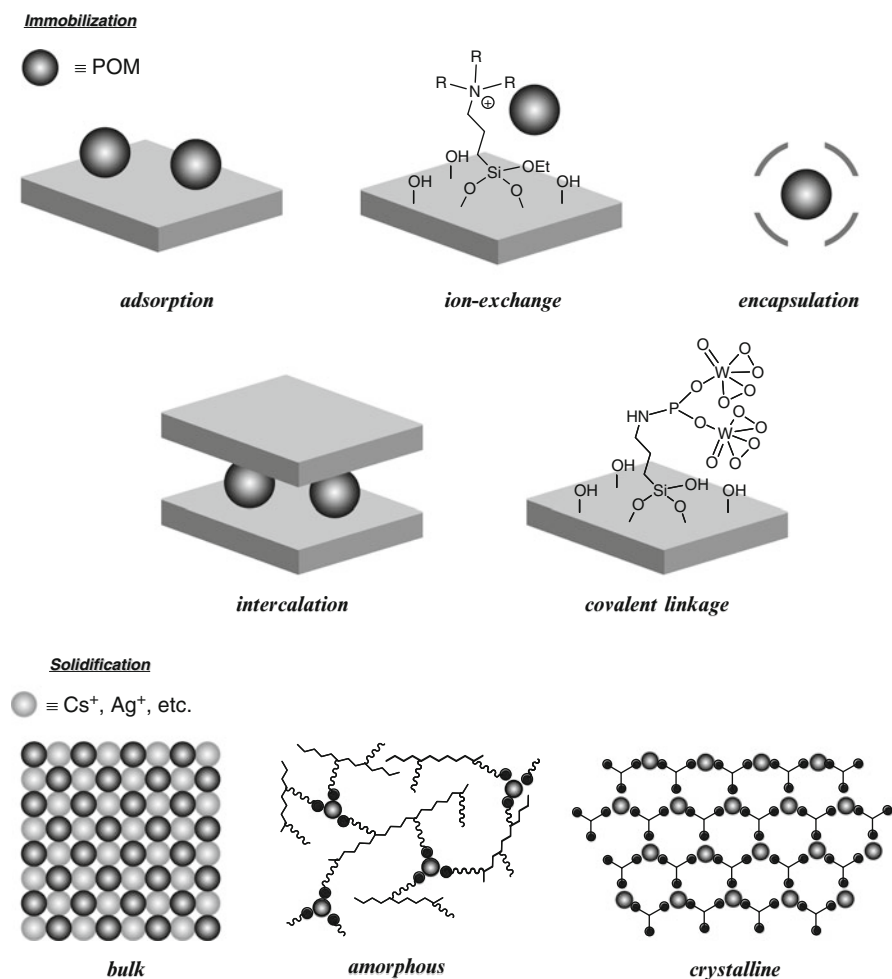 Immobilization
≡ POM
R
R
R
N
⊕
OH
OH
Si
OEt
O
O
OH
adsorption
ion-exchange
encapsulation
O
O
W
O
O
O
O
HN
P
O
O
W
O
O
O
O
O
OH
OH
Si
OH
O
O
OH
intercalation
covalent linkage
Solidification
≡ Cs⁺, Ag⁺, etc.
bulk
amorphous
crystalline